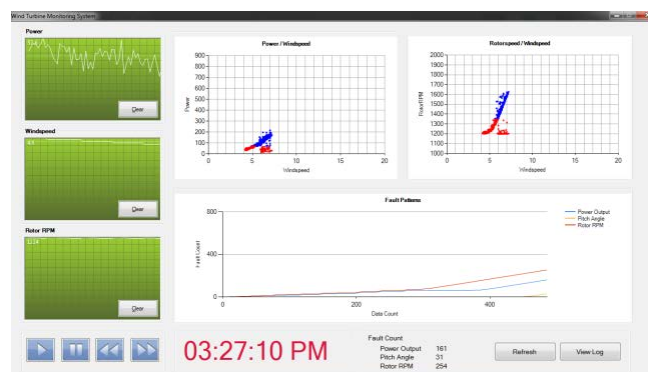 Wind Turbine Monitoring System
Power
Clear
Windspeed
4.5
Clear
Rotor RPM
Clear
Power / Windspeed
900
800
700
600
500
400
300
200
100
0
Power
0 5 10 15 20
Windspeed
Rotorspeed / Windspeed
2000
1900
1800
1700
1600
1500
1400
1300
1200
1100
1000
0 5 10 15 20
Windspeed
Fault Patterns
800
400
0
Fault Count
0 200 400
Data Count
Power Output
Pitch Angle
Rotor RPM
03:27:10 PM
Fault Count
Power Output 161
Pitch Angle 31
Rotor RPM 254
Refresh
View Log